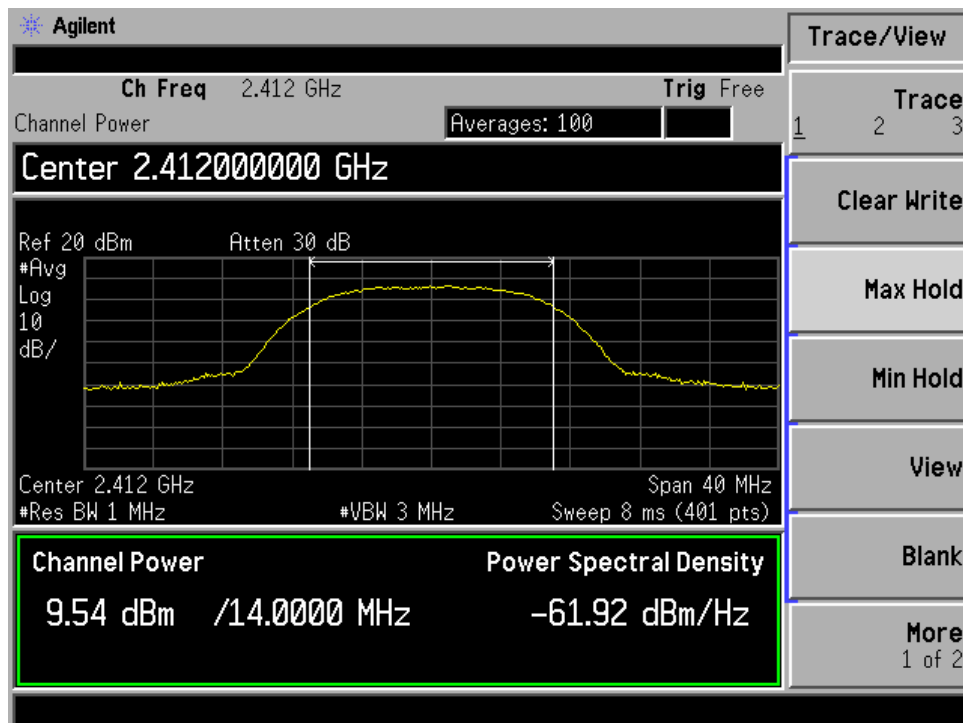 Agilent
Trace/View
Ch Freq 2.412 GHz Trig Free
Channel Power Averages: 100
Trace
1 2 3
Center 2.412000000 GHz
Clear Write
Ref 20 dBm Atten 30 dB
#Avg
Log
10
dB/
Max Hold
Min Hold
View
Center 2.412 GHz Span 40 MHz
#Res BW 1 MHz #VBW 3 MHz Sweep 8 ms (401 pts)
Blank
Channel Power Power Spectral Density
9.54 dBm /14.0000 MHz -61.92 dBm/Hz
More
1 of 2